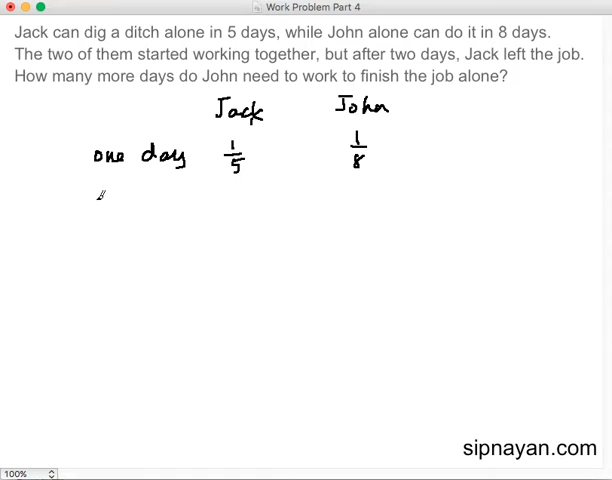 Work Problem Part 4
Jack can dig a ditch alone in 5 days, while John alone can do it in 8 days.
The two of them started working together, but after two days, Jack left the job.
How many more days do John need to work to finish the job alone?
Jack John
one day 1/5 1/8
sipnayan.com
100%